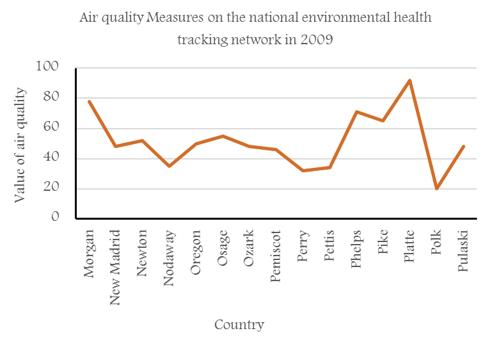 Air quality Measures on the national environmental health
tracking network in 2009
Value of air quality
100
80
60
40
20
0
Morgan
New Madrid
Newton
Nodaway
Oregon
Osage
Ozark
Pemiscot
Perry
Pettis
Phelps
Pike
Platte
Polk
Pulaski
Country